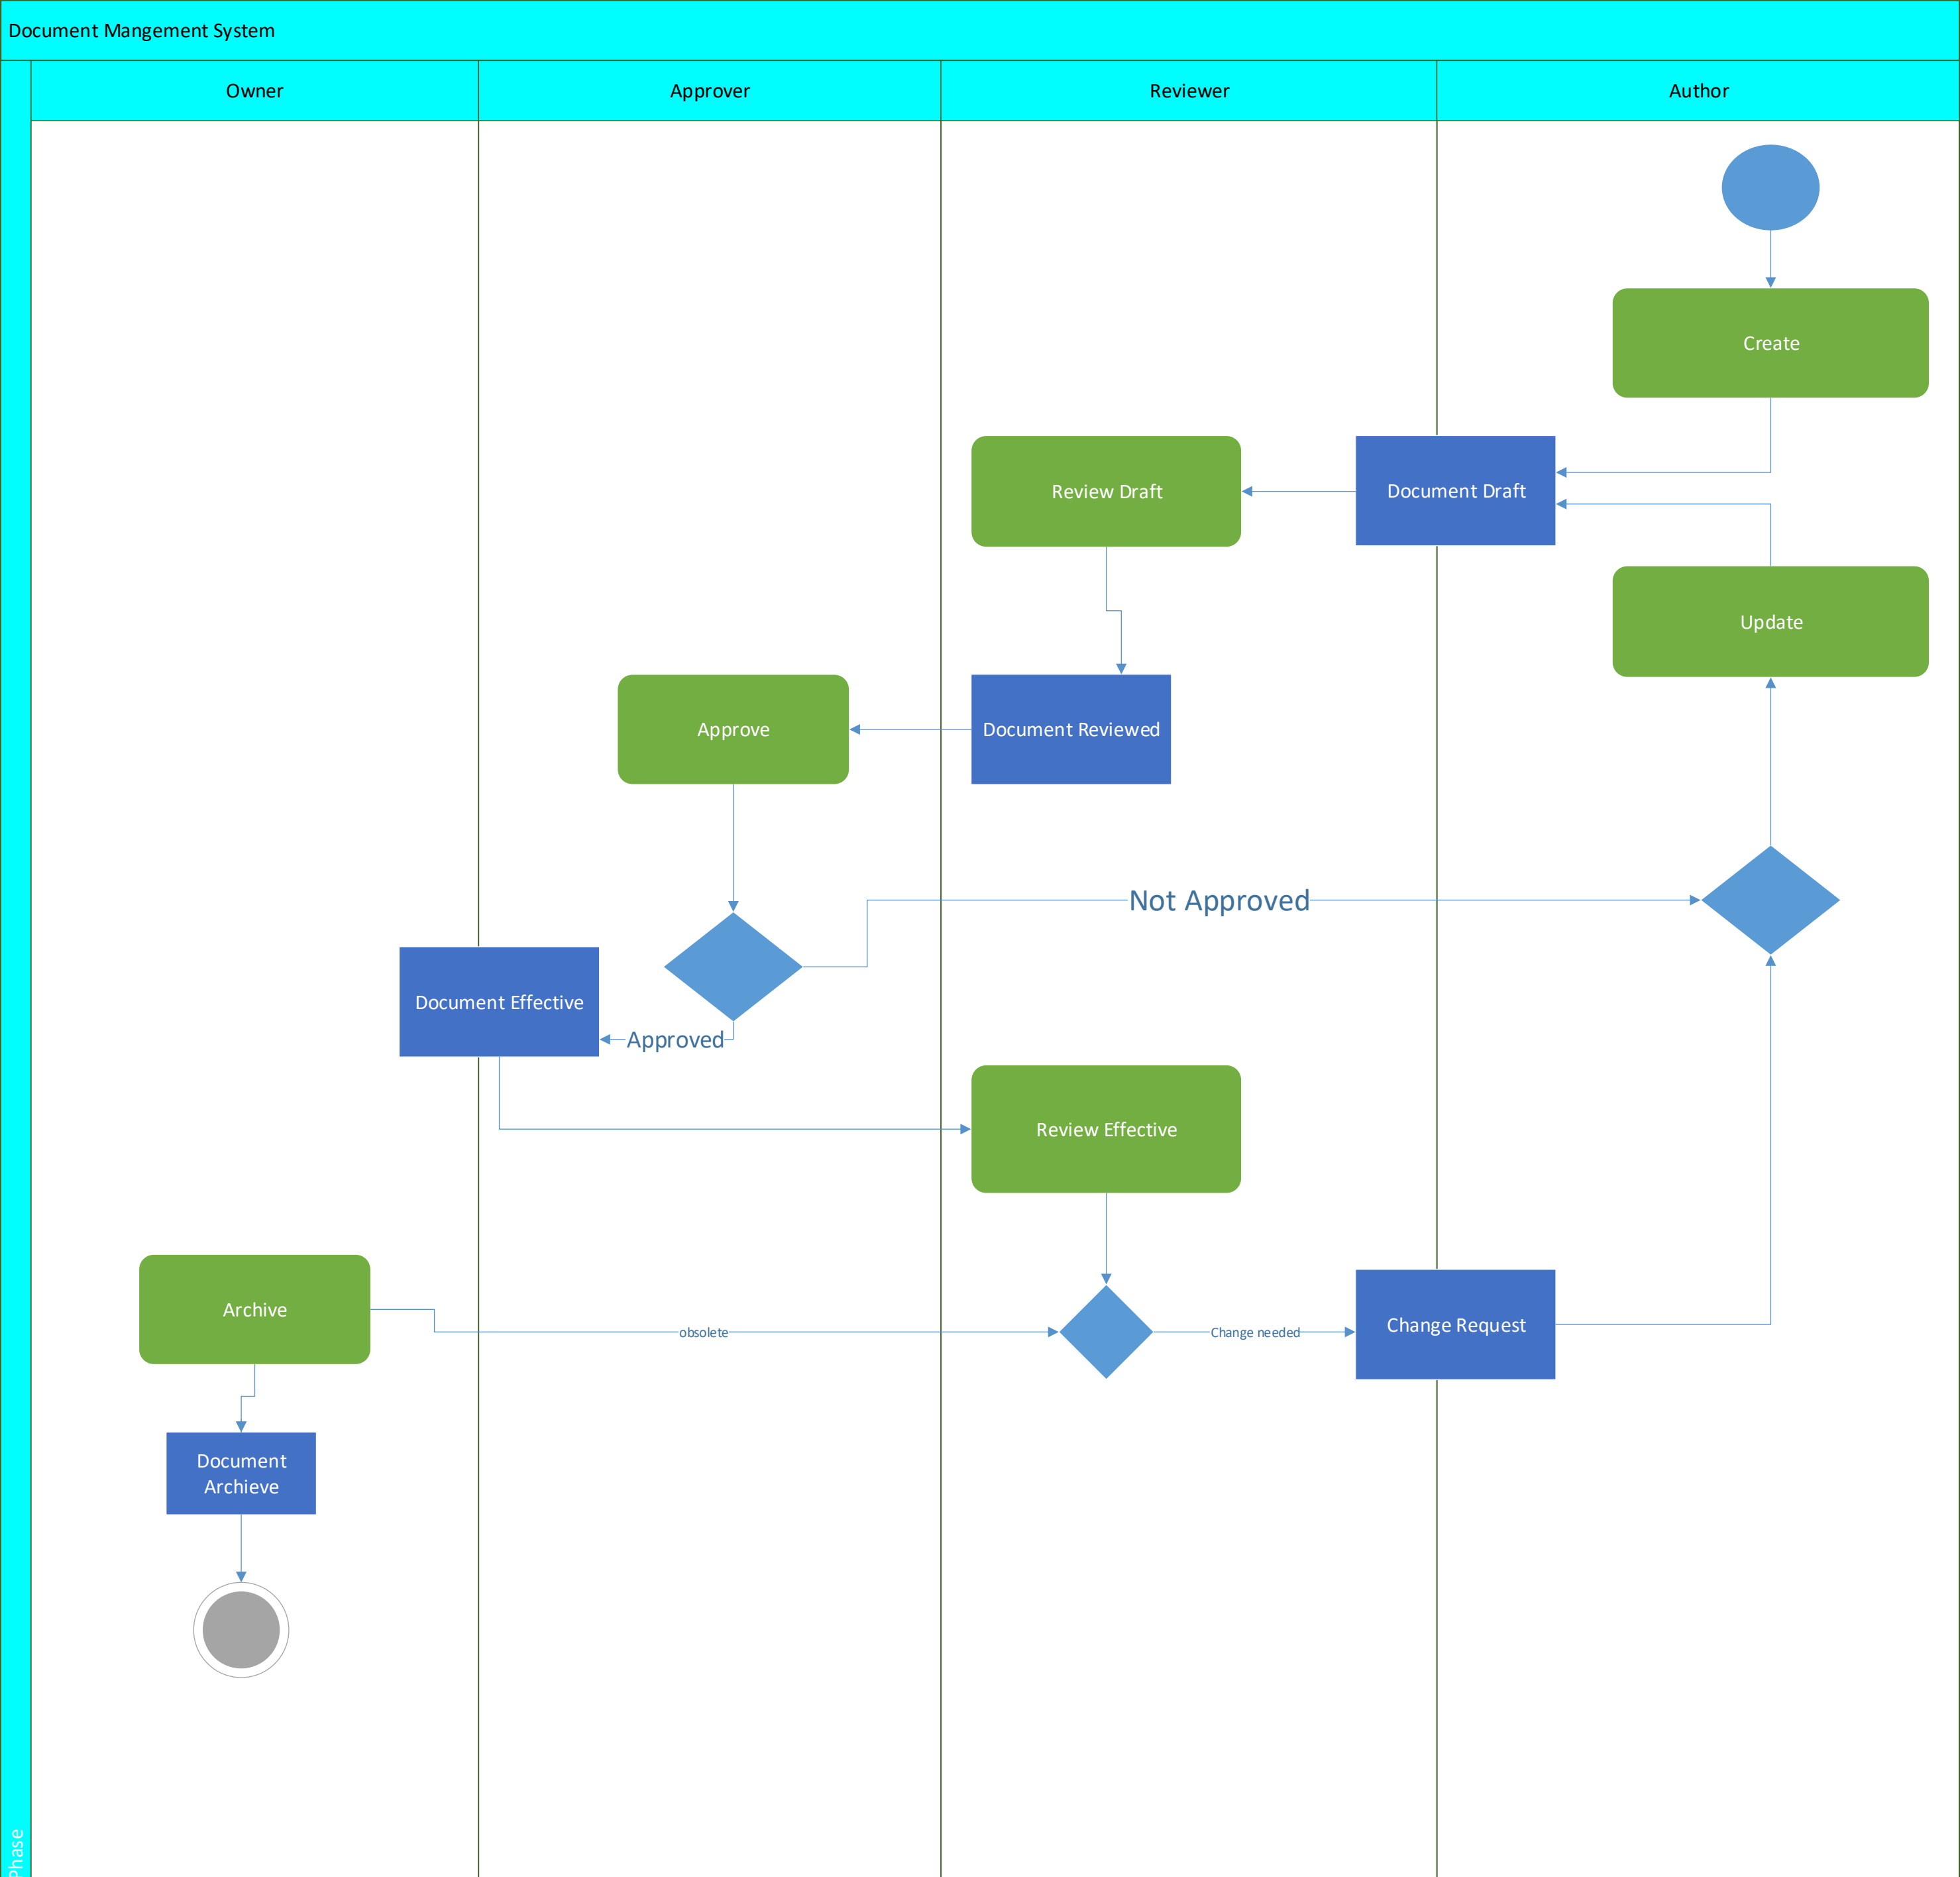 Document Mangement System
Owner
Approver
Reviewer
Author
Create
Review Draft
Document Draft
Update
Approve
Document Reviewed
Not Approved
Document Effective
Approved
Review Effective
Archive
obsolete
Change needed
Change Request
Document
Archieve
Phase